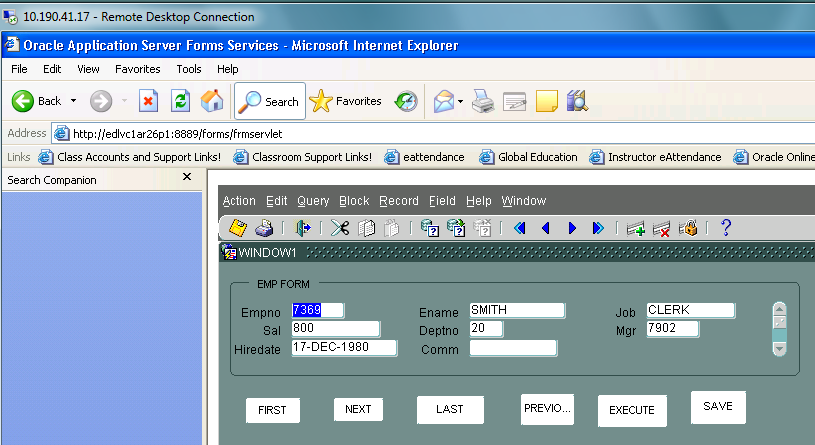 10.190.41.17 - Remote Desktop Connection
Oracle Application Server Forms Services - Microsoft Internet Explorer
File Edit View Favorites Tools Help
Back Search Favorites
Address http://edlvc1ar26p1:8889/forms/frmservlet
Links Class Accounts and Support Links! Classroom Support Links! eattendance Global Education Instructor eAttendance Oracle Online
Search Companion
Action Edit Query Block Record Field Help Window
WINDOW1
EMP FORM
Empno 7369 Ename SMITH Job CLERK
Sal 800 Deptno 20 Mgr 7902
Hiredate 17-DEC-1980 Comm
FIRST NEXT LAST PREVIO... EXECUTE SAVE